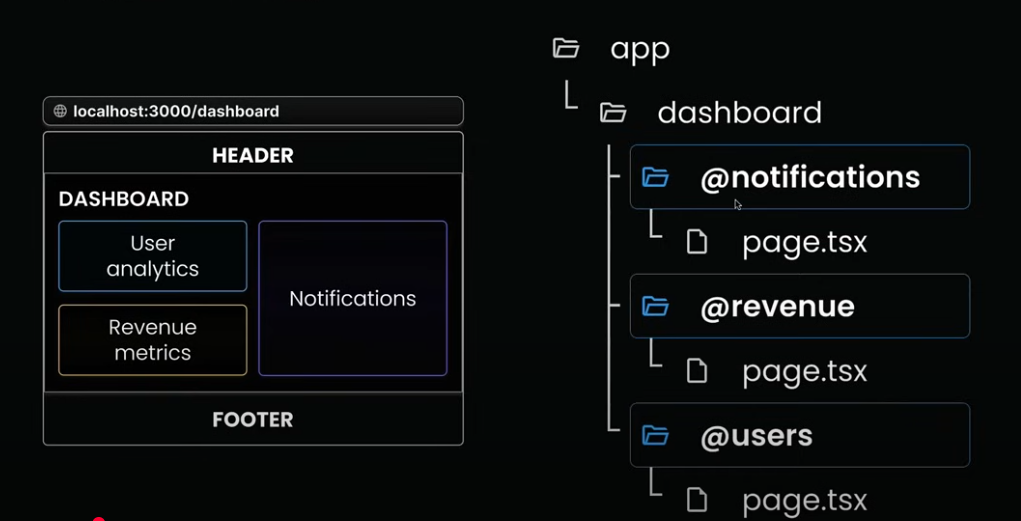 localhost:3000/dashboard
HEADER
DASHBOARD
User
analytics
Revenue
metrics
Notifications
FOOTER
app
dashboard
@notifications
page.tsx
@revenue
page.tsx
@users
page.tsx